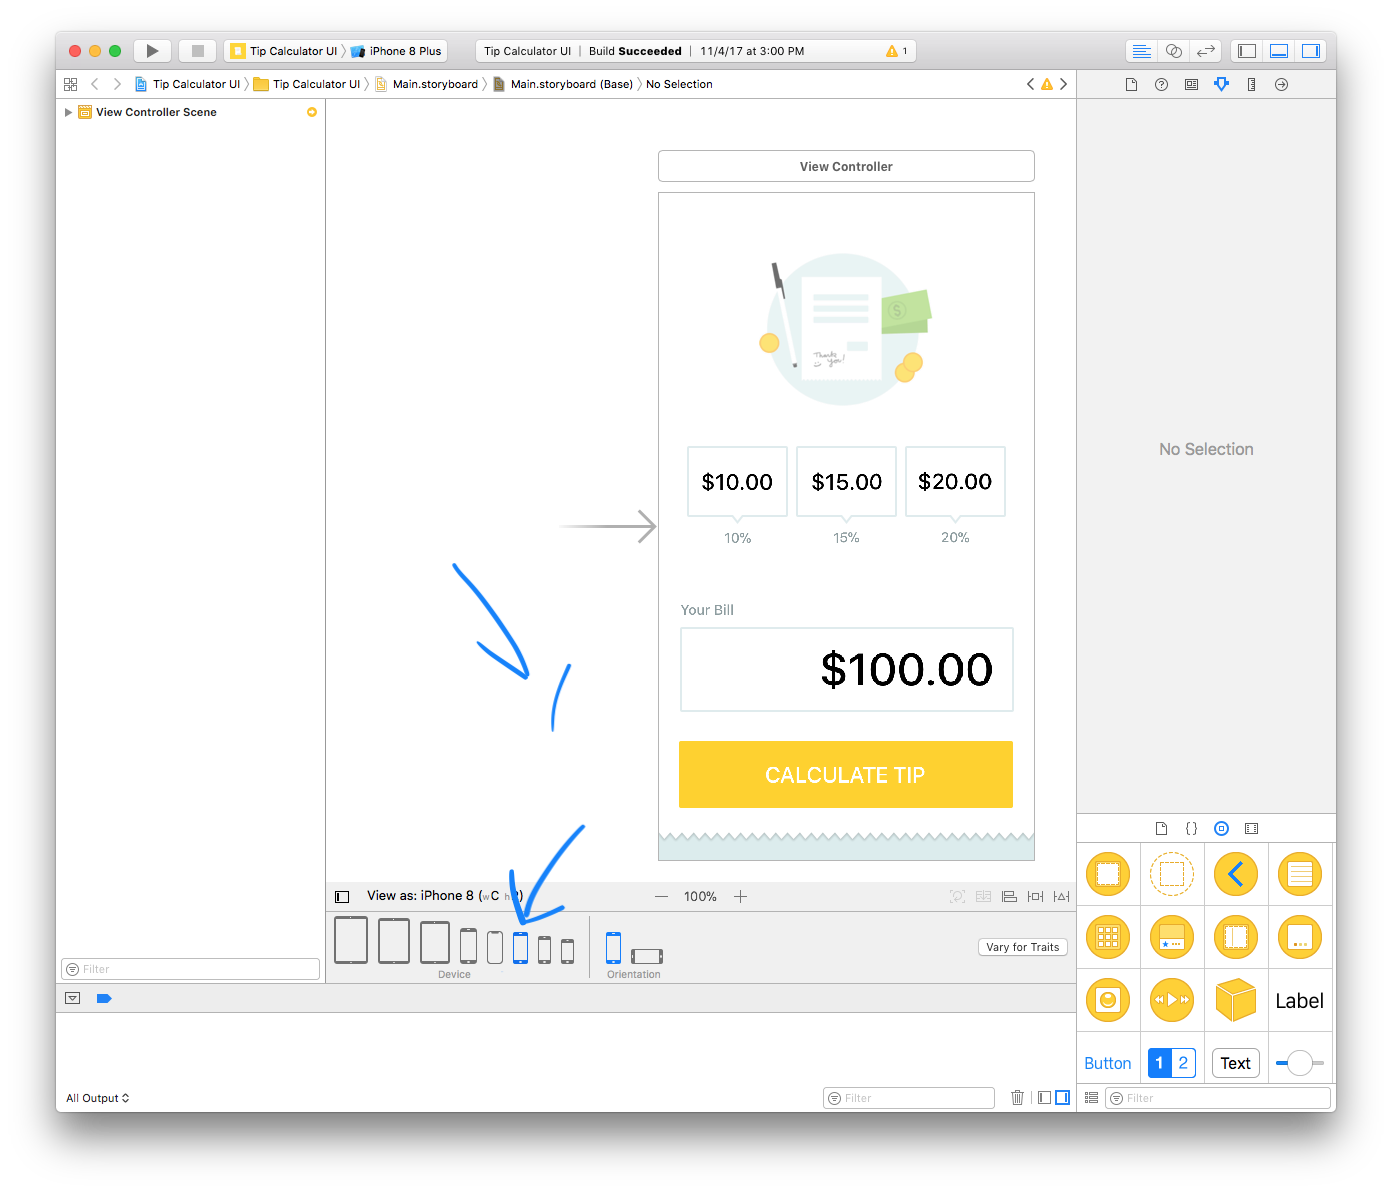 Tip Calculator UI iPhone 8 Plus Tip Calculator UI | Build Succeeded | 11/4/17 at 3:00 PM 1
Tip Calculator UI Tip Calculator UI Main.storyboard Main.storyboard (Base) No Selection
View Controller Scene
View Controller
Thank you!
No Selection
$10.00 $15.00 $20.00
10% 15% 20%
Your Bill
$100.00
CALCULATE TIP
View as: iPhone 8 (wC hR) 100%
Vary for Traits
Device Orientation
Filter
Label
Button 1 2 Text
All Output Filter Filter